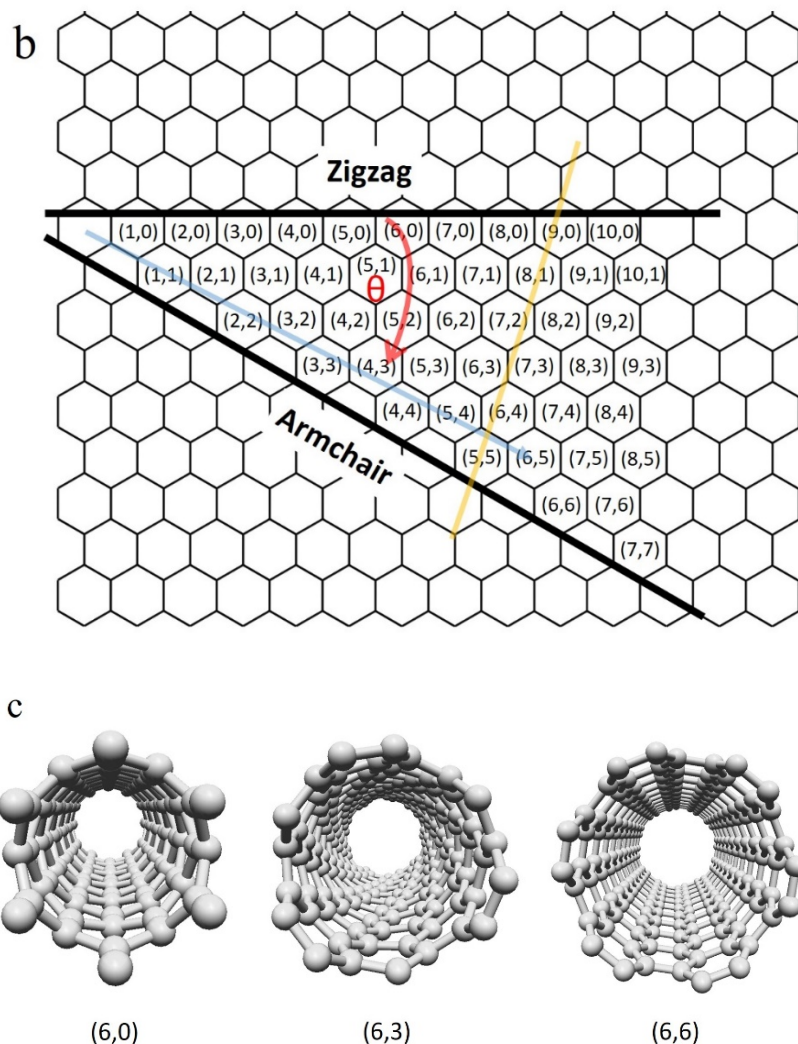 b
Zigzag
(1,0) (2,0) (3,0) (4,0) (5,0) (6,0) (7,0) (8,0) (9,0) (10,0)
(1,1) (2,1) (3,1) (4,1) (5,1) (6,1) (7,1) (8,1) (9,1) (10,1)
θ
(2,2) (3,2) (4,2) (5,2) (6,2) (7,2) (8,2) (9,2)
(3,3) (4,3) (5,3) (6,3) (7,3) (8,3) (9,3)
(4,4) (5,4) (6,4) (7,4) (8,4)
Armchair
(5,5) (6,5) (7,5) (8,5)
(6,6) (7,6)
(7,7)
c
(6,0) (6,3) (6,6)